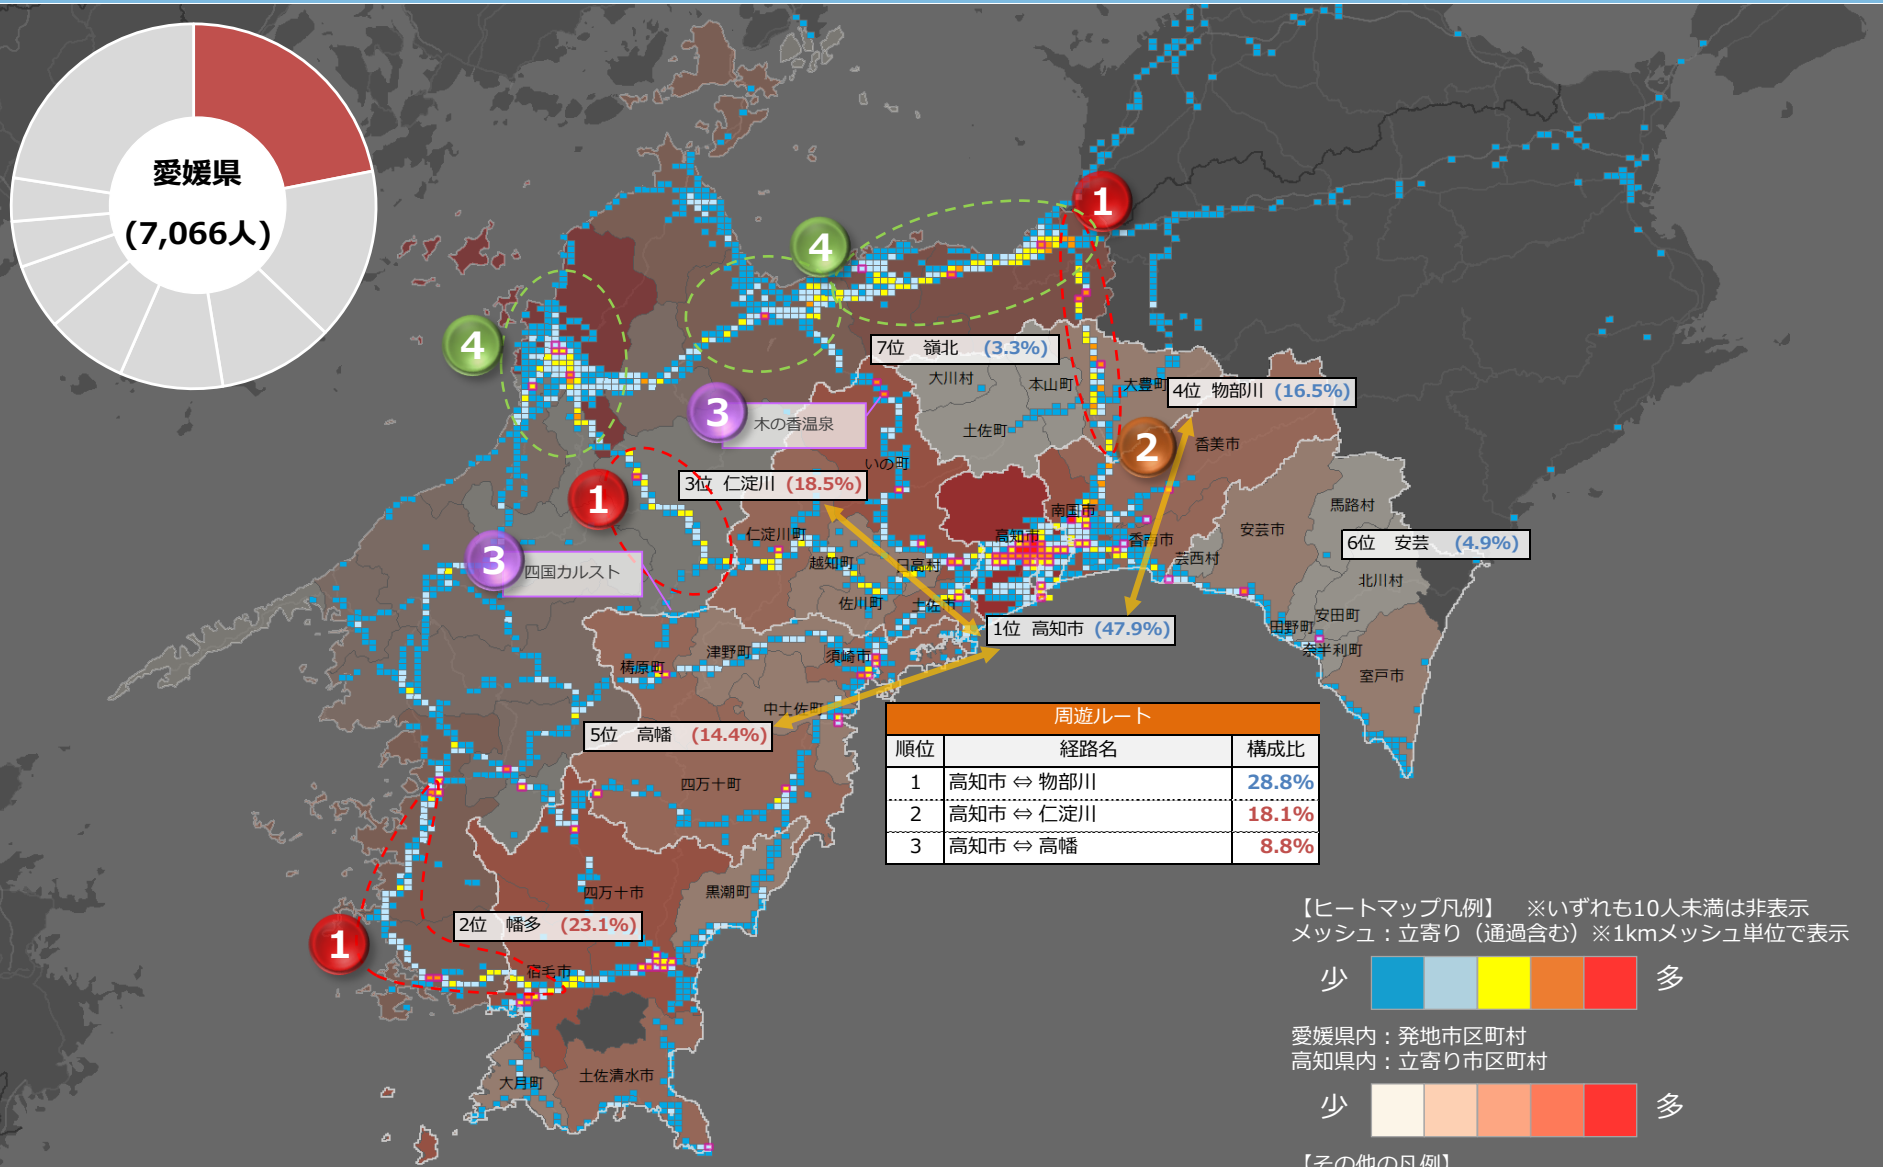 愛媛県
(7,066人)
1
4
4
7位 嶺北 (3.3%)
大川村
本山町
大豊町
4位 物部川 (16.5%)
3
木の香温泉
土佐町
2
香美市
いの町
3位 仁淀川 (18.5%)
1
馬路村
南国市
安芸市
仁淀川町
高知市
香南市
6位 安芸 (4.9%)
3
四国カルスト
越知町
日高村
芸西村
北川村
佐川町
土佐市
安田町
1位 高知市 (47.9%)
田野町
津野町
須崎市
奈半利町
梼原町
室戸市
中土佐町
5位 高幡 (14.4%)
周遊ルート
順位 経路名 構成比
1 高知市 ⇔ 物部川 28.8%
2 高知市 ⇔ 仁淀川 18.1%
3 高知市 ⇔ 高幡 8.8%
四万十町
四万十市
黒潮町
2位 幡多 (23.1%)
1
宿毛市
大月町
土佐清水市
【ヒートマップ凡例】 ※いずれも10人未満は非表示
メッシュ：立寄り（通過含む）※1kmメッシュ単位で表示
少 多
愛媛県内：発地市区町村
高知県内：立寄り市区町村
少 多
【その他の凡例】